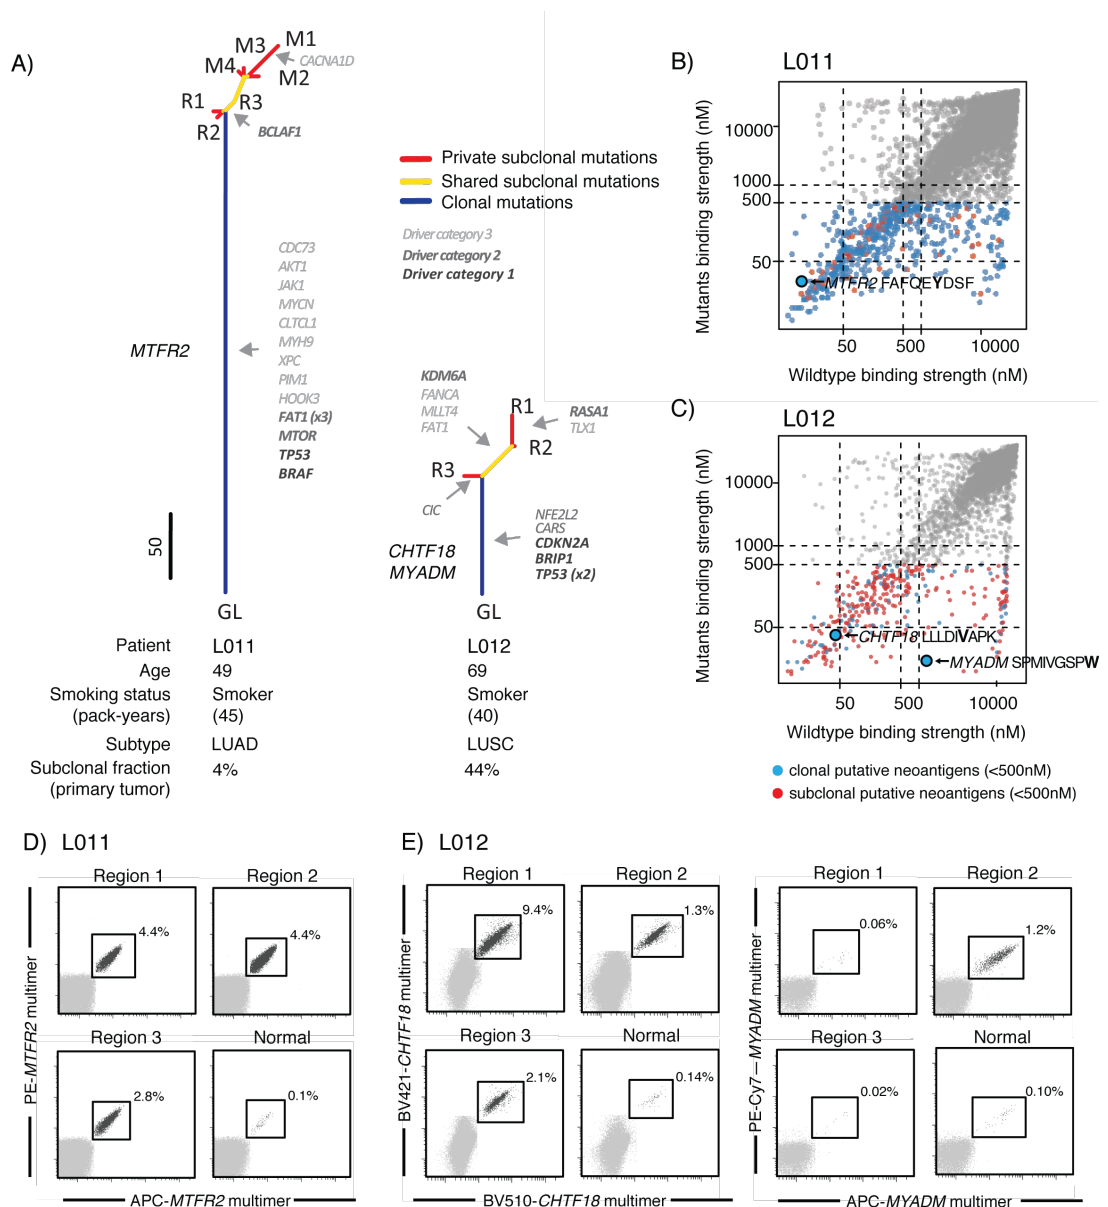 A)
M1
M3
M4
M2
CACNA1D
R1
R3
R2
BCLAF1
Private subclonal mutations
Shared subclonal mutations
Clonal mutations
Driver category 3
Driver category 2
Driver category 1
CDC73
AKT1
JAK1
MYCN
CLTCL1
MYH9
XPC
PIM1
HOOK3
FAT1 (x3)
MTOR
TP53
BRAF
MTFR2
50
GL
KDM6A
FANCA
MLLT4
FAT1
R1
RASA1
TLX1
R2
R3
CIC
NFE2L2
CARS
CDKN2A
BRIP1
TP53 (x2)
CHTF18
MYADM
GL
Patient L011 L012
Age 49 69
Smoking status Smoker Smoker
(pack-years) (45) (40)
Subtype LUAD LUSC
Subclonal fraction 4% 44%
(primary tumor)
B) L011
Mutants binding strength (nM)
10000
1000
500
50
MTFR2 FAFQEYDSF
50 500 10000
Wildtype binding strength (nM)
C) L012
Mutants binding strength (nM)
10000
1000
500
50
CHTF18 LLLDIVAPK
MYADM SPMIVGSPW
50 500 10000
Wildtype binding strength (nM)
clonal putative neoantigens (<500nM)
subclonal putative neoantigens (<500nM)
D) L011
Region 1 Region 2
4.4% 4.4%
Region 3 Normal
2.8% 0.1%
PE-MTFR2 multimer
APC-MTFR2 multimer
E) L012
Region 1 Region 2
9.4% 1.3%
Region 3 Normal
2.1% 0.14%
BV421-CHTF18 multimer
BV510-CHTF18 multimer
Region 1 Region 2
0.06% 1.2%
Region 3 Normal
0.02% 0.10%
PE-Cy7–MYADM multimer
APC-MYADM multimer